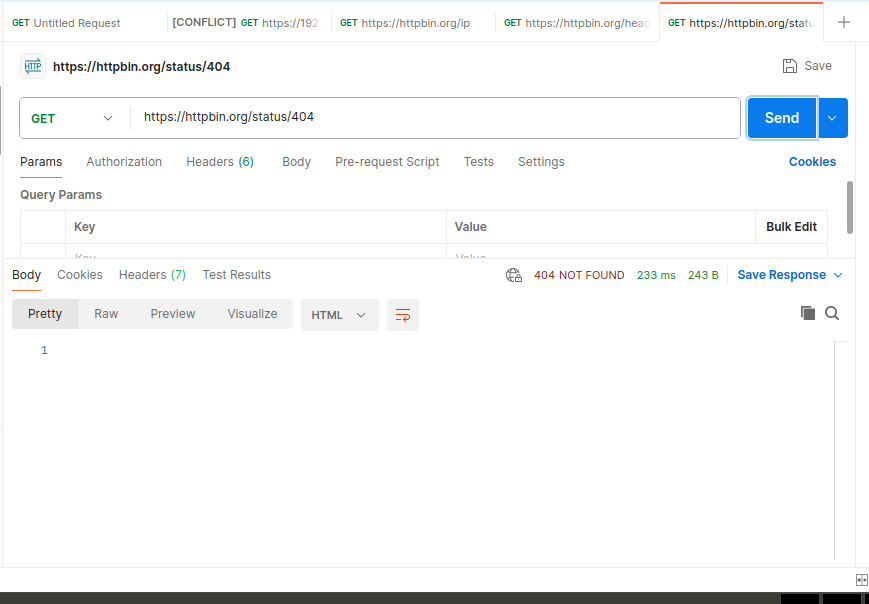 GET Untitled Request [CONFLICT] GET https://192 GET https://httpbin.org/ip GET https://httpbin.org/head GET https://httpbin.org/statu
HTTP https://httpbin.org/status/404 Save
GET https://httpbin.org/status/404 Send
Params Authorization Headers (6) Body Pre-request Script Tests Settings Cookies
Query Params
Key Value Bulk Edit
Key Value
Body Cookies Headers (7) Test Results 404 NOT FOUND 233 ms 243 B Save Response
Pretty Raw Preview Visualize HTML
1